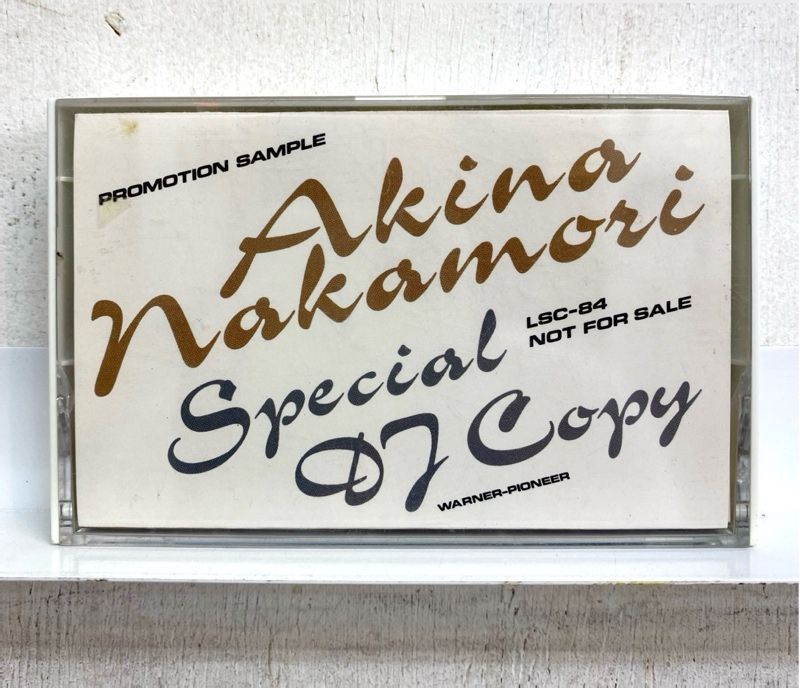 PROMOTION SAMPLE
Akina
Nakamori
LSC-84
NOT FOR SALE
Special
DJ Copy
WARNER-PIONEER